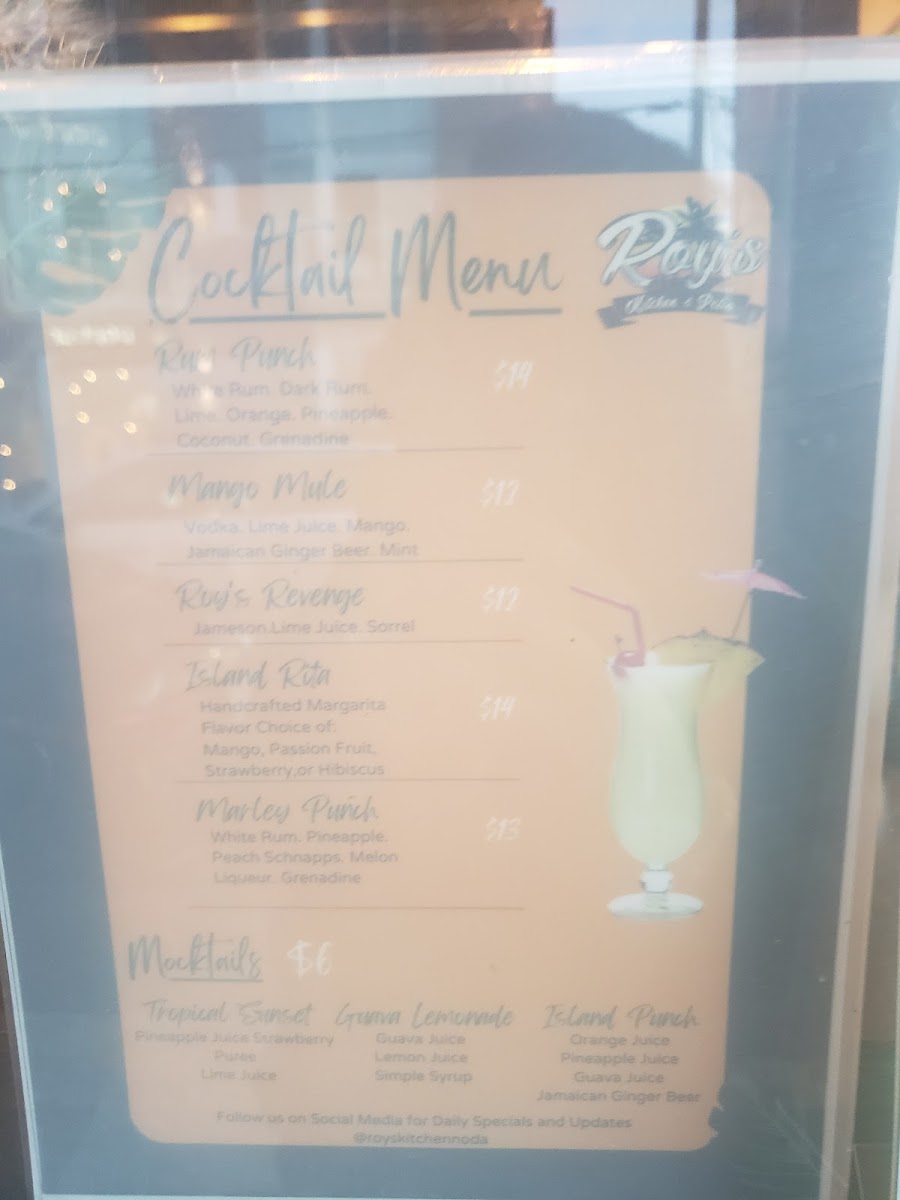 Cocktail Menu
Roy's
Kitchen & Patio
Rum Punch
$14
White Rum, Dark Rum,
Lime, Orange, Pineapple,
Coconut, Grenadine
Mango Mule
$12
Vodka, Lime Juice, Mango,
Jamaican Ginger Beer, Mint
Roy's Revenge
$12
Jameson,Lime Juice, Sorrel
Island Rita
$14
Handcrafted Margarita
Flavor Choice of:
Mango, Passion Fruit,
Strawberry,or Hibiscus
Marley Punch
$13
White Rum, Pineapple,
Peach Schnapps, Melon
Liqueur, Grenadine
Mocktails $6
Tropical Sunset
Pineapple Juice Strawberry
Puree
Lime Juice
Guava Lemonade
Guava Juice
Lemon Juice
Simple Syrup
Island Punch
Orange Juice
Pineapple Juice
Guava Juice
Jamaican Ginger Beer
Follow us on Social Media for Daily Specials and Updates
@royskitchennoda